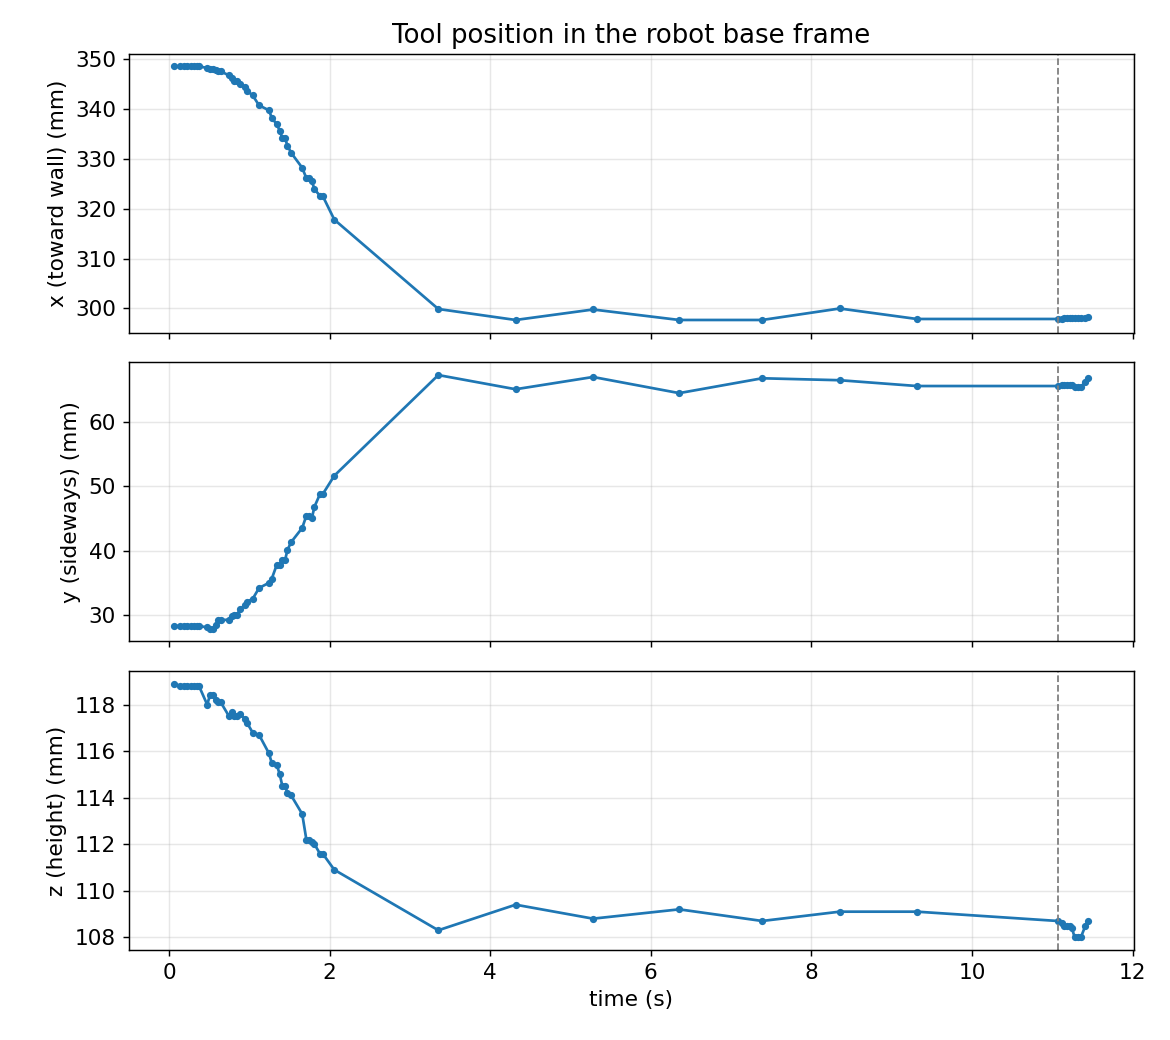 Tool position in the robot base frame
x (toward wall) (mm)
350
340
330
320
310
300
y (sideways) (mm)
60
50
40
30
z (height) (mm)
118
116
114
112
110
108
0 2 4 6 8 10 12
time (s)